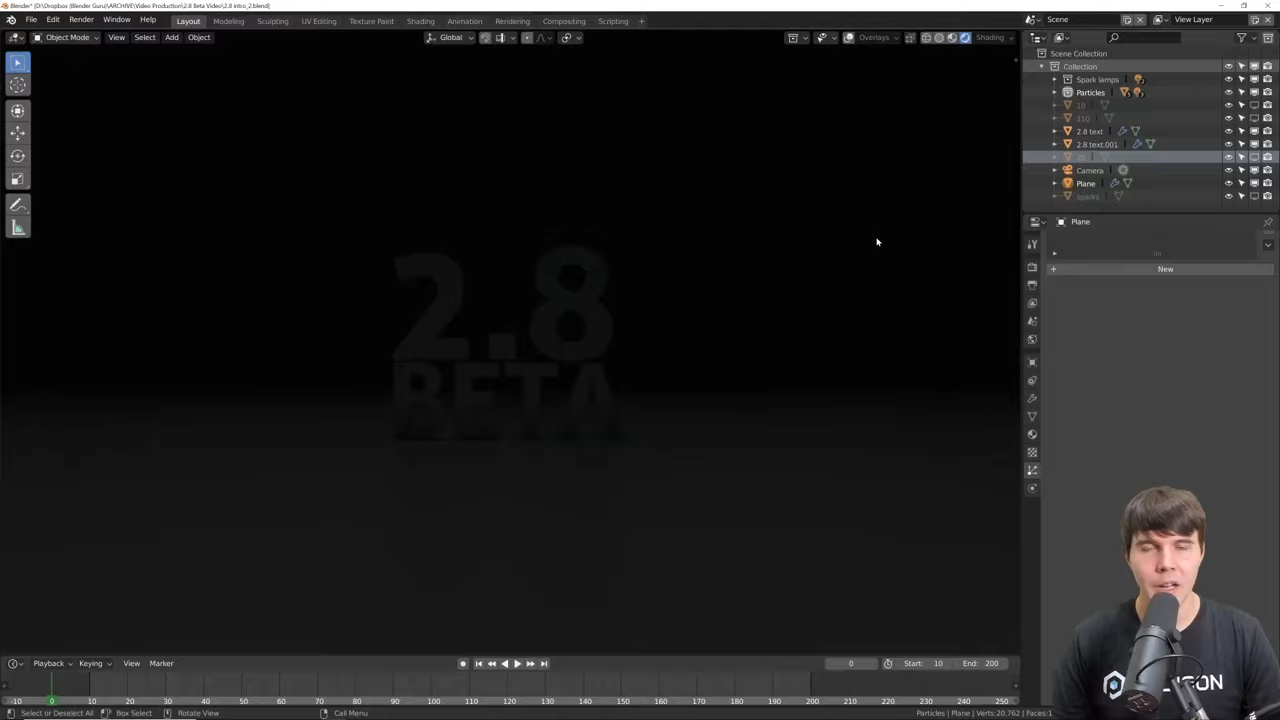 Blender* [D:\Dropbox (Blender Guru)\ARCHIVE\Video Production\2.8 Beta Video\2.8 intro_2.blend]
File Edit Render Window Help Layout Modeling Sculpting UV Editing Texture Paint Shading Animation Rendering Compositing Scripting + Scene View Layer
Object Mode View Select Add Object Global Overlays Shading
Scene Collection
Collection
Spark lamps
Particles
10
110
2.8 text
2.8 text.001
Camera
Plane
sparks
Plane
+ New
2.8
BETA
Playback Keying View Marker 0 Start: 10 End: 200
-10 0 10 20 30 40 50 60 70 80 90 100 110 120 130 140 150 160 170 180 190 200 210 220 230 240 250
Select or Deselect All Box Select Rotate View Call Menu Particles | Plane | Verts:20,762 | Faces:1